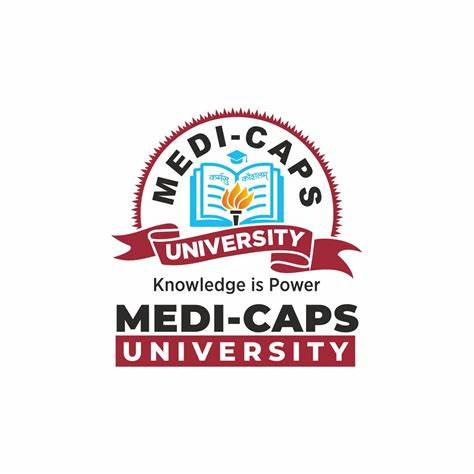 MEDI-CAPS
कर्मसु कौशलम्
UNIVERSITY
Knowledge is Power
MEDI-CAPS
UNIVERSITY